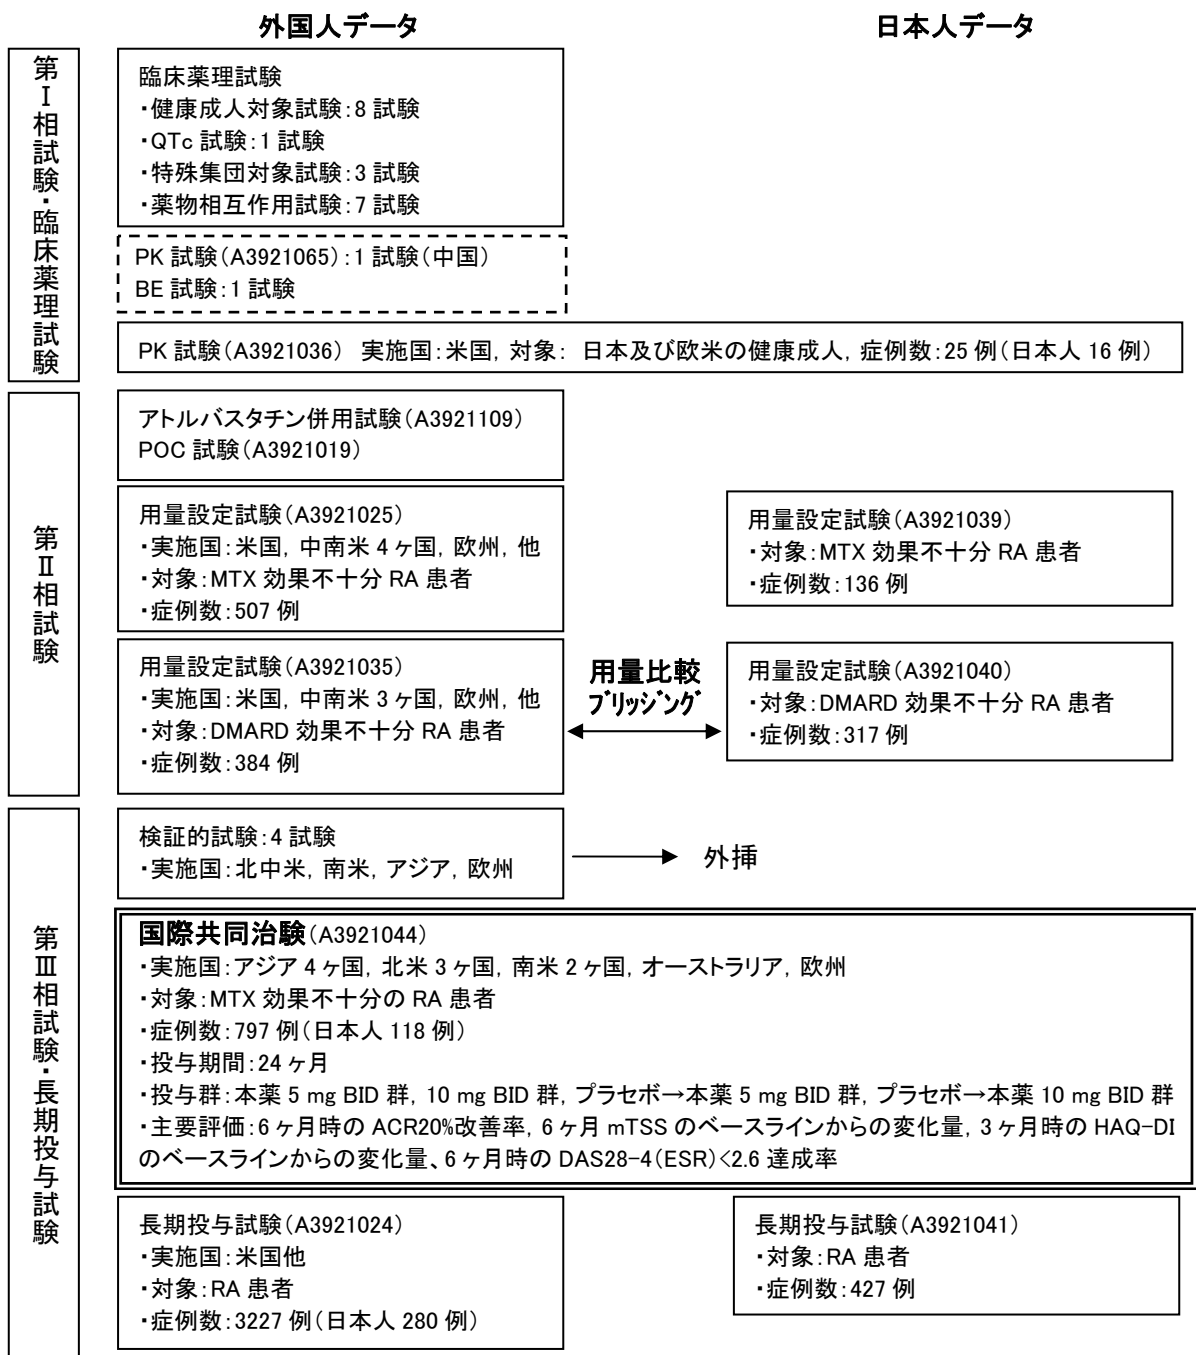 外国人データ
日本人データ
第Ⅰ相試験・臨床薬理試験
臨床薬理試験
・健康成人対象試験：8 試験
・QTc 試験：1 試験
・特殊集団対象試験：3 試験
・薬物相互作用試験：7 試験
PK 試験（A3921065）：1 試験（中国）
BE 試験：1 試験
PK 試験（A3921036） 実施国：米国，対象： 日本及び欧米の健康成人，症例数：25 例（日本人 16 例）
第Ⅱ相試験
アトルバスタチン併用試験（A3921109）
POC 試験（A3921019）
用量設定試験（A3921025）
・実施国：米国，中南米 4 ヶ国，欧州，他
・対象：MTX 効果不十分 RA 患者
・症例数：507 例
用量設定試験（A3921039）
・対象：MTX 効果不十分 RA 患者
・症例数：136 例
用量設定試験（A3921035）
・実施国：米国，中南米 3 ヶ国，欧州，他
・対象：DMARD 効果不十分 RA 患者
・症例数：384 例
用量比較
ブリッジング
用量設定試験（A3921040）
・対象：DMARD 効果不十分 RA 患者
・症例数：317 例
第Ⅲ相試験・長期投与試験
検証的試験：4 試験
・実施国：北中米，南米，アジア，欧州
外挿
国際共同治験（A3921044）
・実施国：アジア 4 ヶ国，北米 3 ヶ国，南米 2 ヶ国，オーストラリア，欧州
・対象：MTX 効果不十分の RA 患者
・症例数：797 例（日本人 118 例）
・投与期間：24 ヶ月
・投与群：本薬 5 mg BID 群，10 mg BID 群，プラセボ→本薬 5 mg BID 群，プラセボ→本薬 10 mg BID 群
・主要評価：6 ヶ月時の ACR20%改善率，6 ヶ月 mTSS のベースラインからの変化量，3 ヶ月時の HAQ-DI
のベースラインからの変化量、6 ヶ月時の DAS28-4（ESR）<2.6 達成率
長期投与試験（A3921024）
・実施国：米国他
・対象：RA 患者
・症例数：3227 例（日本人 280 例）
長期投与試験（A3921041）
・対象：RA 患者
・症例数：427 例